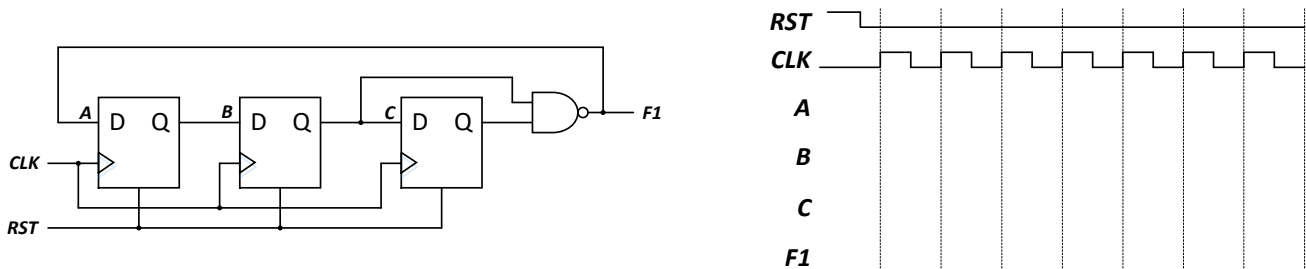 A D Q B D Q C D Q F1
CLK
RST
RST
CLK
A
B
C
F1